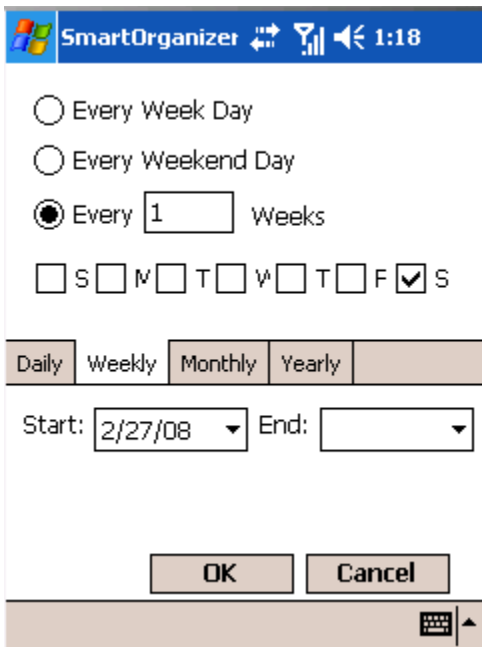 SmartOrganizer 1:18
Every Week Day
Every Weekend Day
Every 1 Weeks
S M T W T F S
Daily Weekly Monthly Yearly
Start: 2/27/08 End:
OK Cancel